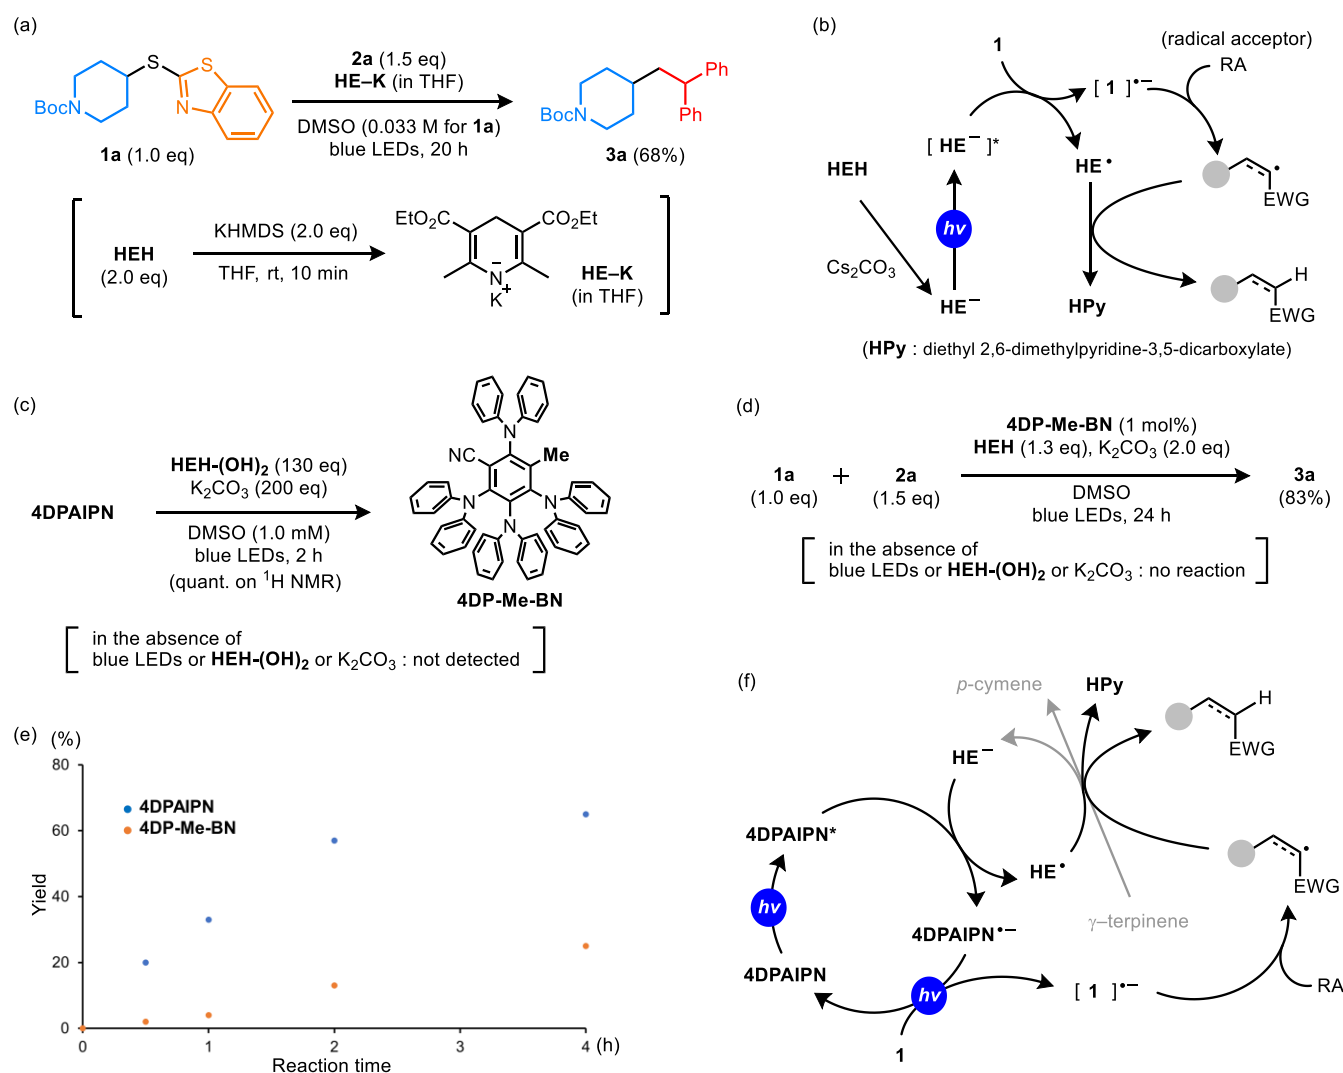 (a)
S
S
N
BocN
1a (1.0 eq)
2a (1.5 eq)
HE–K (in THF)
DMSO (0.033 M for 1a)
blue LEDs, 20 h
Ph
Ph
BocN
3a (68%)
HEH
(2.0 eq)
KHMDS (2.0 eq)
THF, rt, 10 min
EtO₂C
CO₂Et
N
−
K⁺
HE–K
(in THF)
(b)
1
[ 1 ]•−
(radical acceptor)
RA
[ HE− ]*
HE•
HEH
hv
EWG
Cs₂CO₃
HE−
HPy
H
EWG
(HPy : diethyl 2,6-dimethylpyridine-3,5-dicarboxylate)
(c)
4DPAIPN
HEH-(OH)₂ (130 eq)
K₂CO₃ (200 eq)
DMSO (1.0 mM)
blue LEDs, 2 h
(quant. on ¹H NMR)
N
NC
Me
N
N
N
4DP-Me-BN
in the absence of
blue LEDs or HEH-(OH)₂ or K₂CO₃ : not detected
(d)
1a
(1.0 eq)
+
2a
(1.5 eq)
4DP-Me-BN (1 mol%)
HEH (1.3 eq), K₂CO₃ (2.0 eq)
DMSO
blue LEDs, 24 h
3a
(83%)
in the absence of
blue LEDs or HEH-(OH)₂ or K₂CO₃ : no reaction
(e)
(%)
80
60
40
20
0
Yield
4DPAIPN
4DP-Me-BN
0
1
2
3
4
(h)
Reaction time
(f)
p-cymene
HPy
H
EWG
HE−
4DPAIPN*
HE•
EWG
hv
γ–terpinene
4DPAIPN•−
4DPAIPN
hv
[ 1 ]•−
RA
1